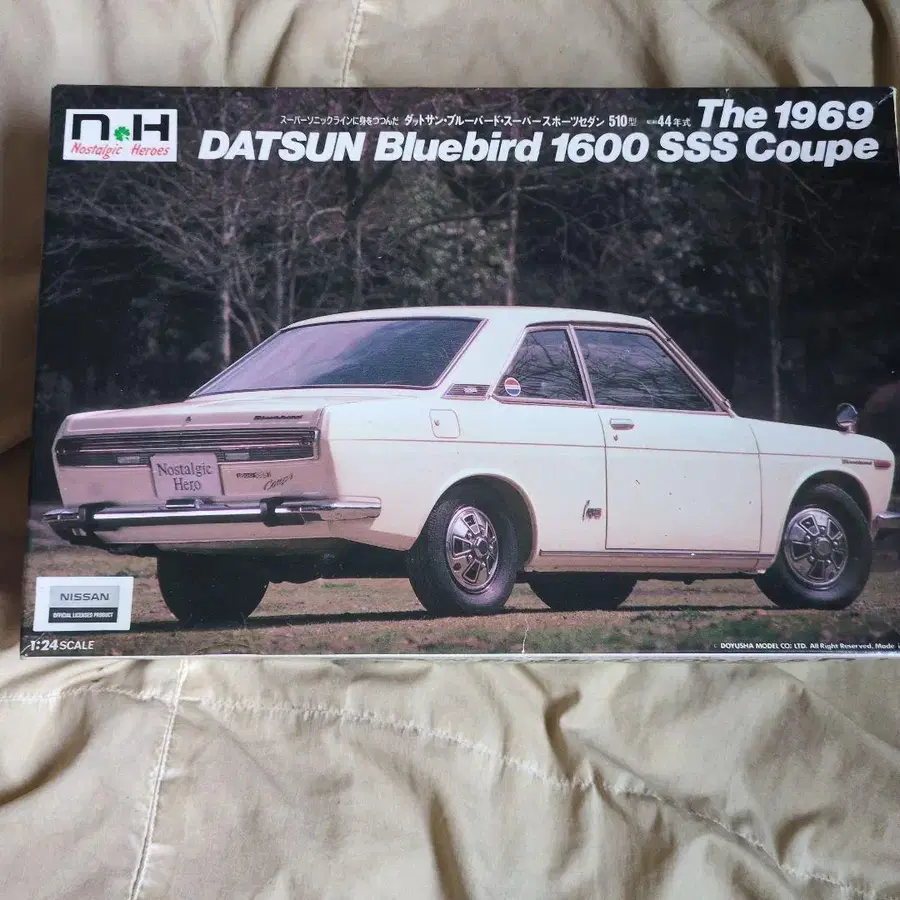 n H
Nostalgic Heroes
スーパーソニックラインに身をつつんだ ダットサン・ブルーバード・スーパースポーツセダン 510型 昭和44年式
The 1969
DATSUN Bluebird 1600 SSS Coupe
Bluebird
Nostalgic
Hero
Coupe
NISSAN
OFFICIAL LICENSED PRODUCT
1:24 SCALE
DOYUSHA MODEL CO; LTD. All Right Reserved. Made